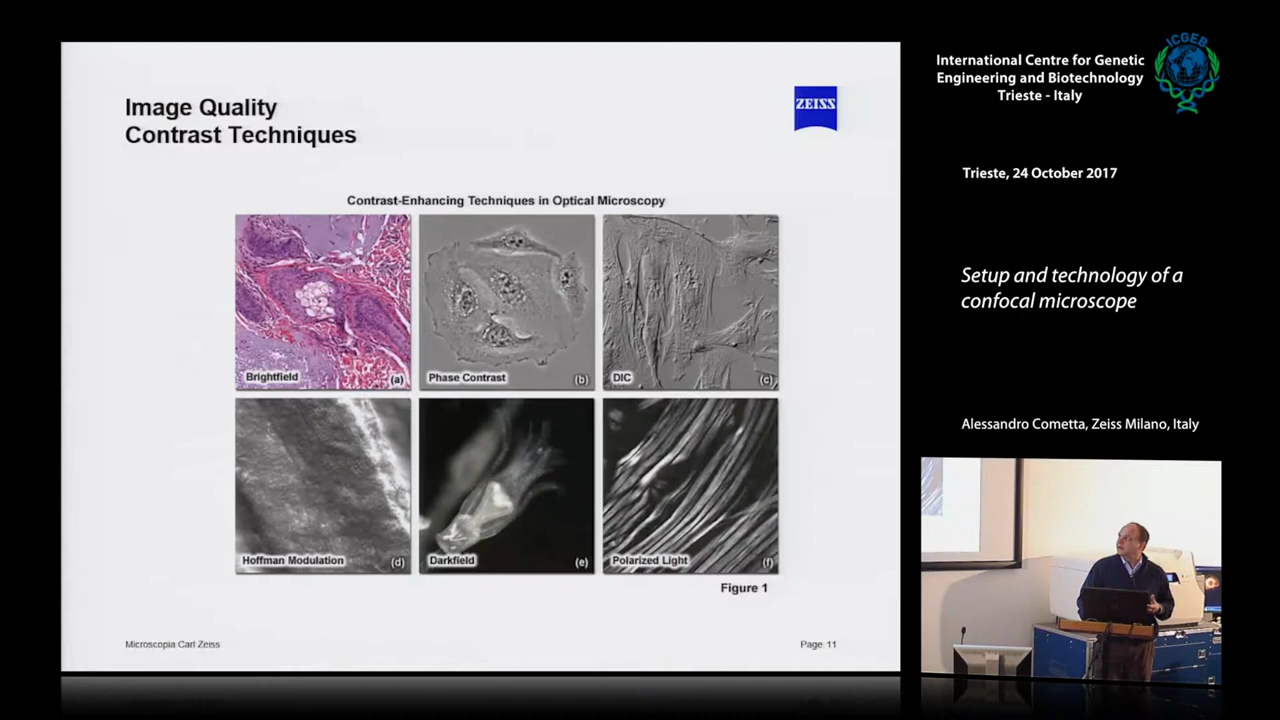 Image Quality
Contrast Techniques
ZEISS
Contrast-Enhancing Techniques in Optical Microscopy
Brightfield (a)
Phase Contrast (b)
DIC (c)
Hoffman Modulation (d)
Darkfield (e)
Polarized Light (f)
Figure 1
Microscopia Carl Zeiss
Page 11
International Centre for Genetic
Engineering and Biotechnology
Trieste - Italy
ICGEB
Trieste, 24 October 2017
Setup and technology of a
confocal microscope
Alessandro Cometta, Zeiss Milano, Italy